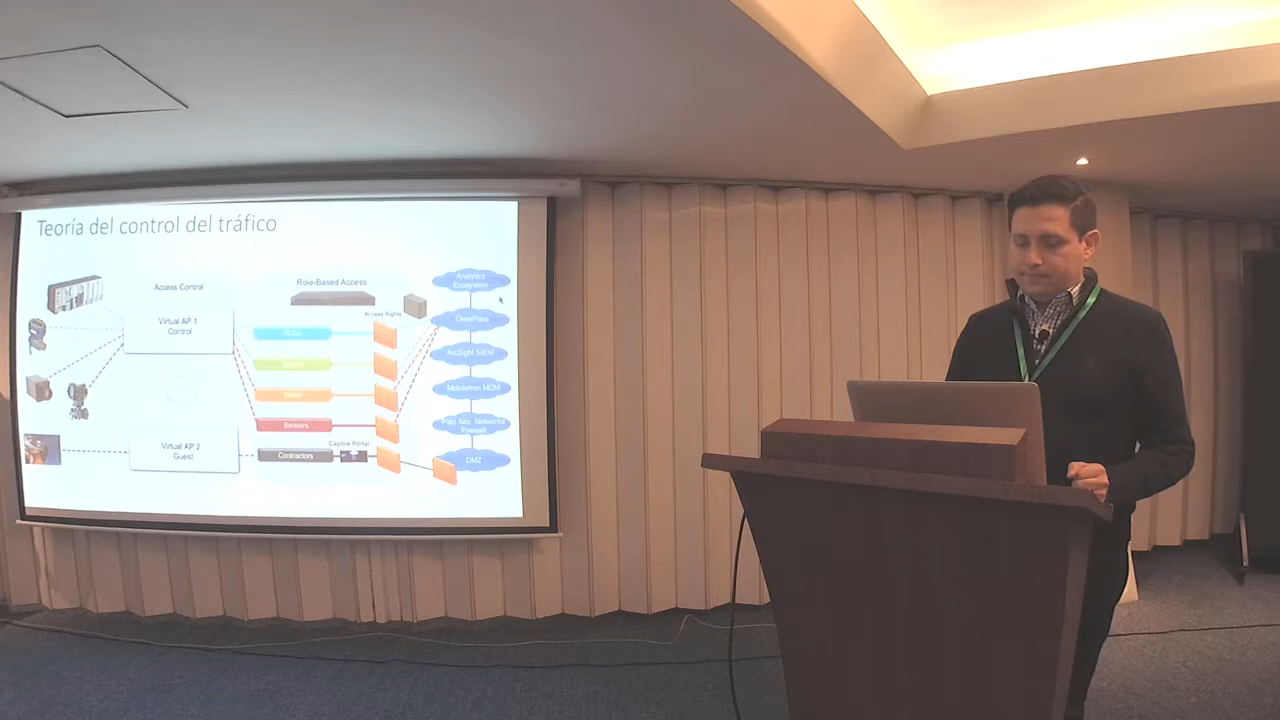 Teoría del control del tráfico
Access Control
Virtual AP 1
Control
Virtual AP 2
Guest
Role-Based Access
Access Rights
PLCs
Video
Sensors
Captive Portal
Contractors
Analytics
Ecosystem
ClearPass
ArcSight SIEM
MobileIron MDM
Palo Alto Networks
Firewall
DMZ